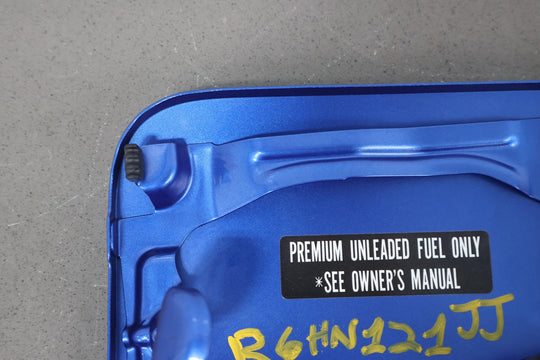 PREMIUM UNLEADED FUEL ONLY
*SEE OWNER'S MANUAL
R6HN121JJ